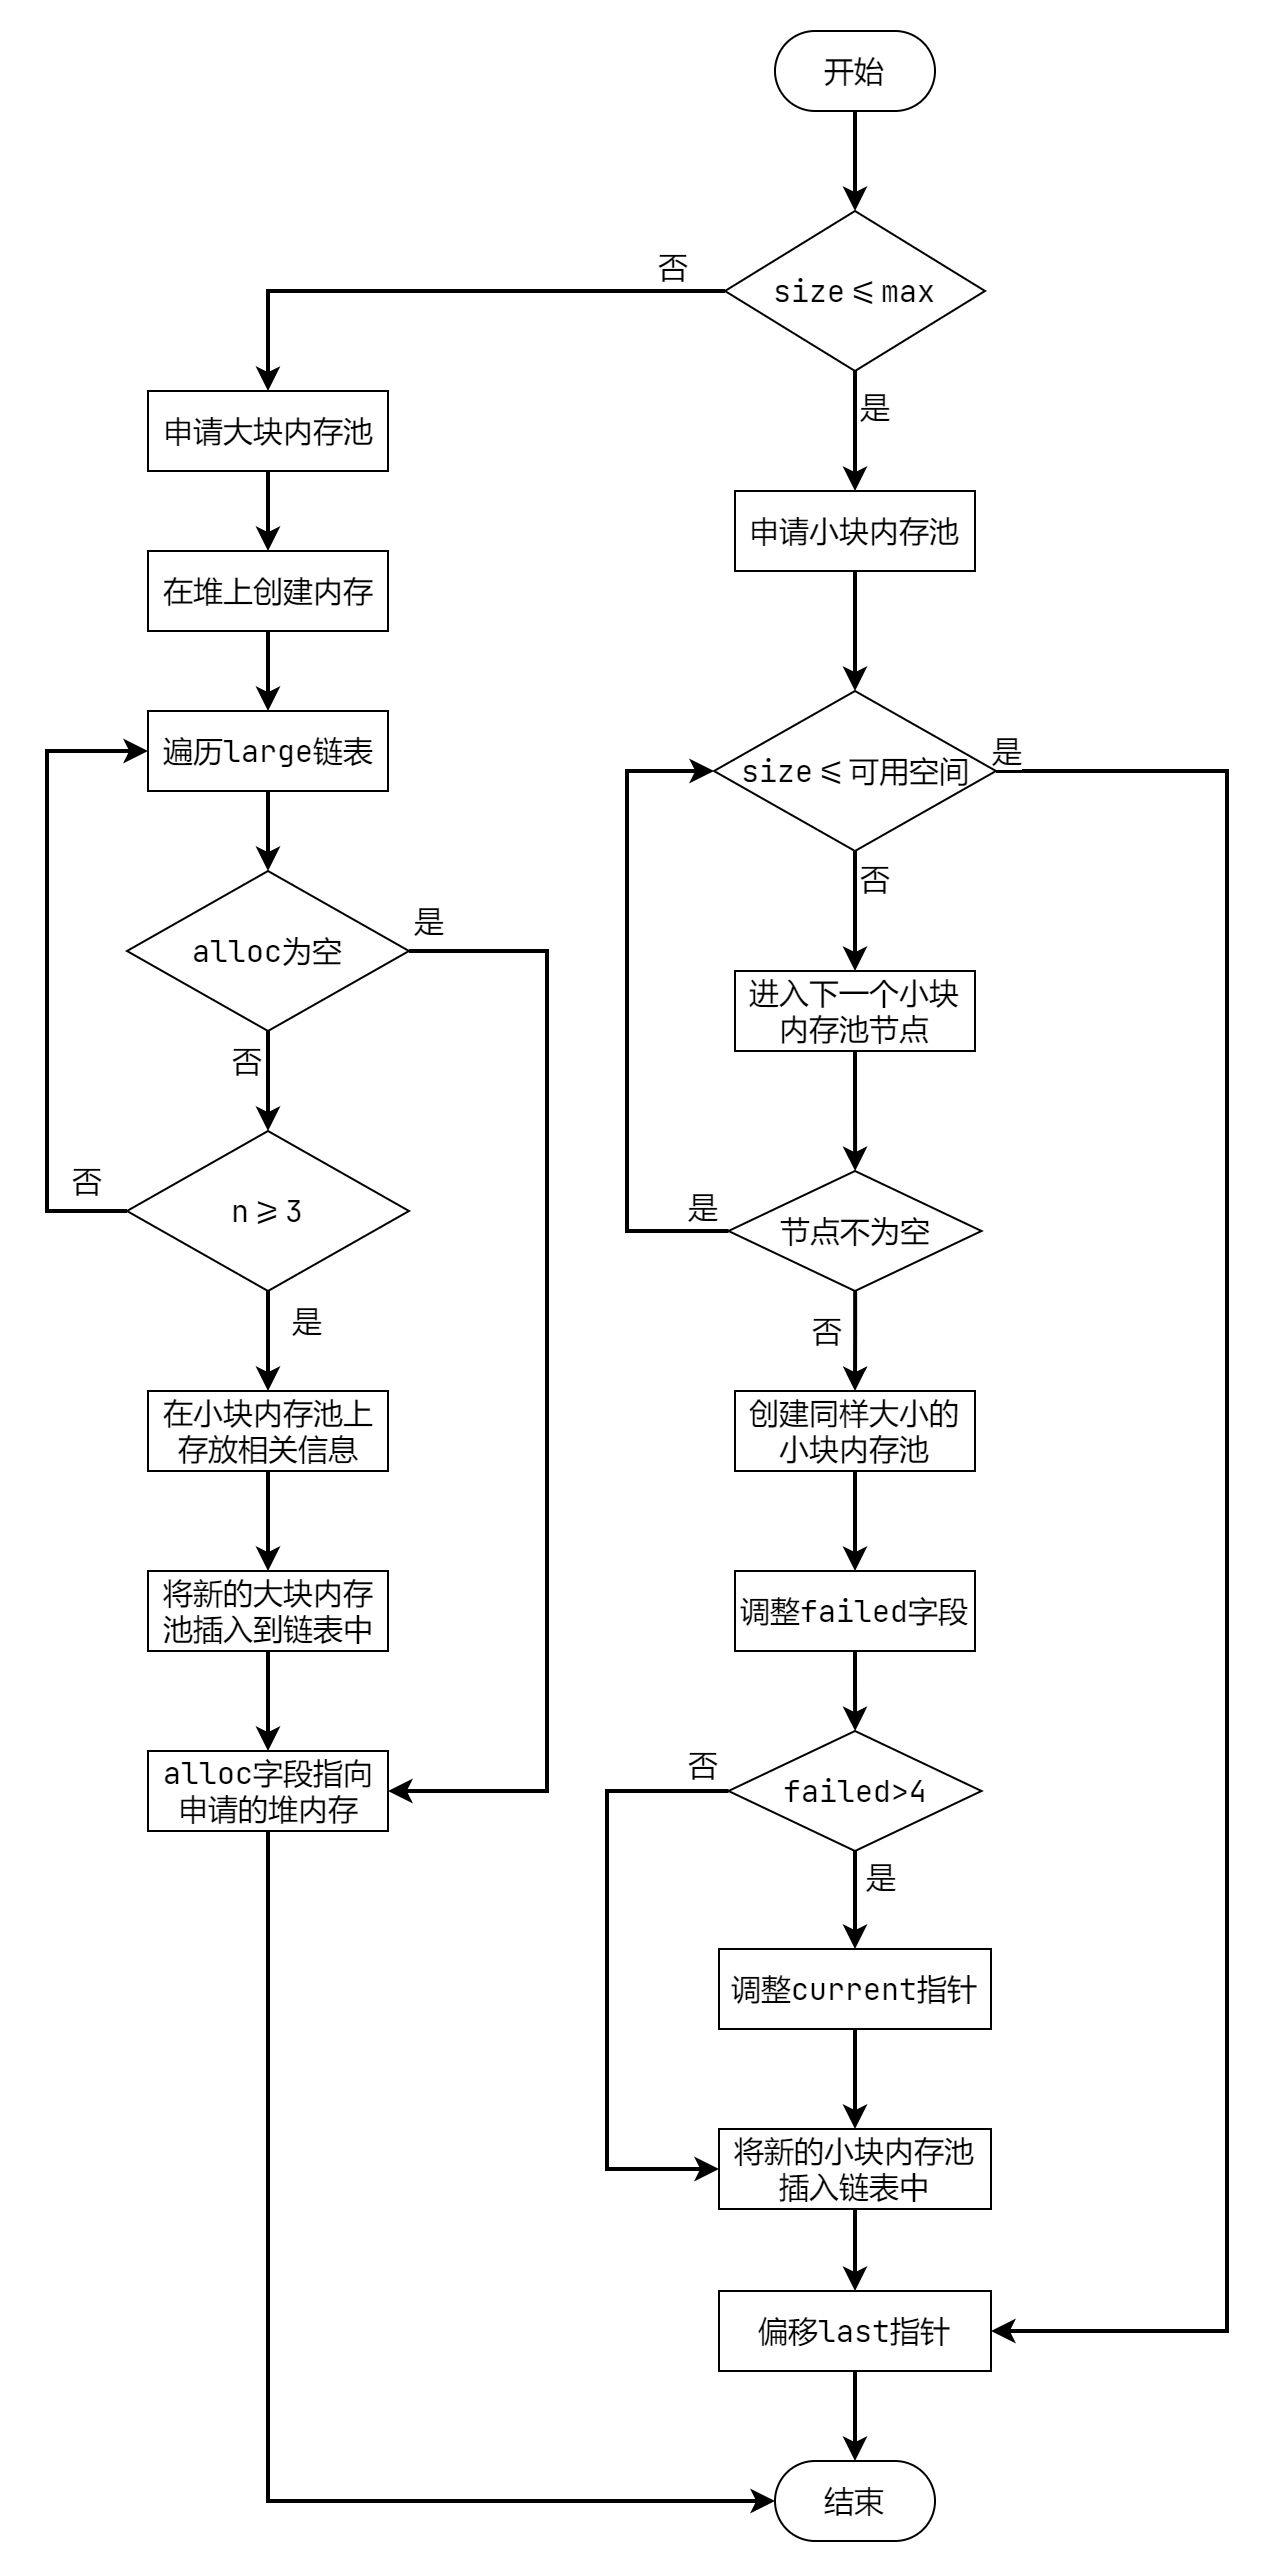 开始
size⩽max
否
是
申请大块内存池
在堆上创建内存
遍历large链表
alloc为空
是
否
n⩾3
否
是
在小块内存池上
存放相关信息
将新的大块内存
池插入到链表中
alloc字段指向
申请的堆内存
申请小块内存池
size⩽可用空间
是
否
进入下一个小块
内存池节点
节点不为空
是
否
创建同样大小的
小块内存池
调整failed字段
failed>4
否
是
调整current指针
将新的小块内存池
插入链表中
偏移last指针
结束